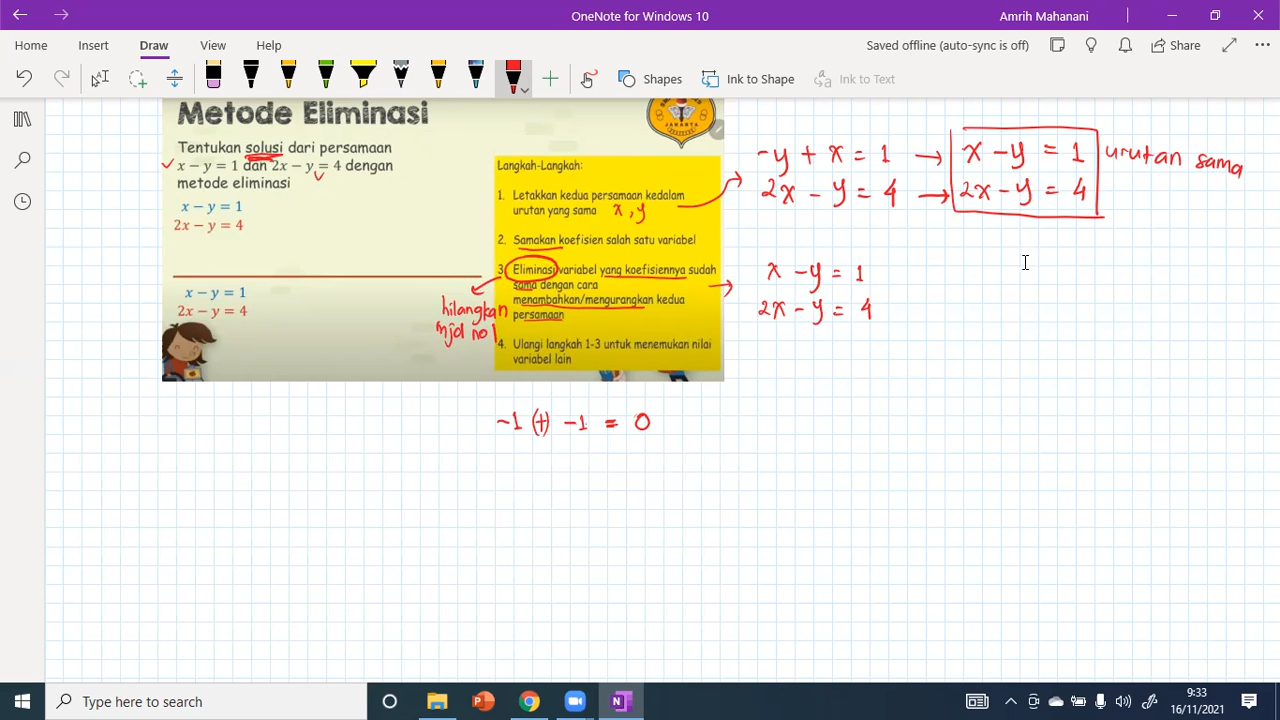 OneNote for Windows 10
Amrih Mahanani
Home Insert Draw View Help
Saved offline (auto-sync is off)
Share
Shapes
Ink to Shape
Ink to Text
Metode Eliminasi
JAKARTA
Tentukan solusi dari persamaan
x − y = 1 dan 2x − y = 4 dengan
metode eliminasi
x − y = 1
2x − y = 4
x − y = 1
2x − y = 4
Langkah-Langkah:
1. Letakkan kedua persamaan kedalam
urutan yang sama x, y
2. Samakan koefisien salah satu variabel
3. Eliminasi variabel yang koefisiennya sudah
sama dengan cara
menambahkan/mengurangkan kedua
persamaan
4. Ulangi langkah 1-3 untuk menemukan nilai
variabel lain
hilangkan
mjd nol
-y + x = 1 → x - y = 1 urutan sama
2x - y = 4 → 2x - y = 4
x - y = 1
2x - y = 4
-1 (+) -1 = 0
Type here to search
9:33
16/11/2021